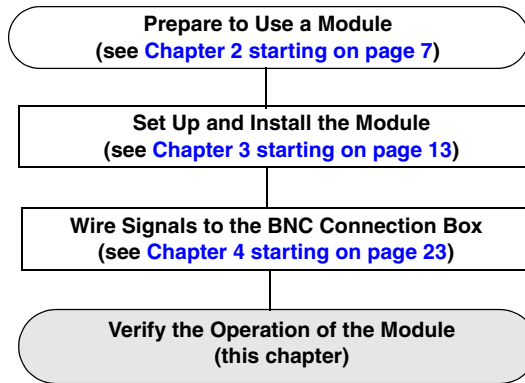 Prepare to Use a Module
(see Chapter 2 starting on page 7)
Set Up and Install the Module
(see Chapter 3 starting on page 13)
Wire Signals to the BNC Connection Box
(see Chapter 4 starting on page 23)
Verify the Operation of the Module
(this chapter)